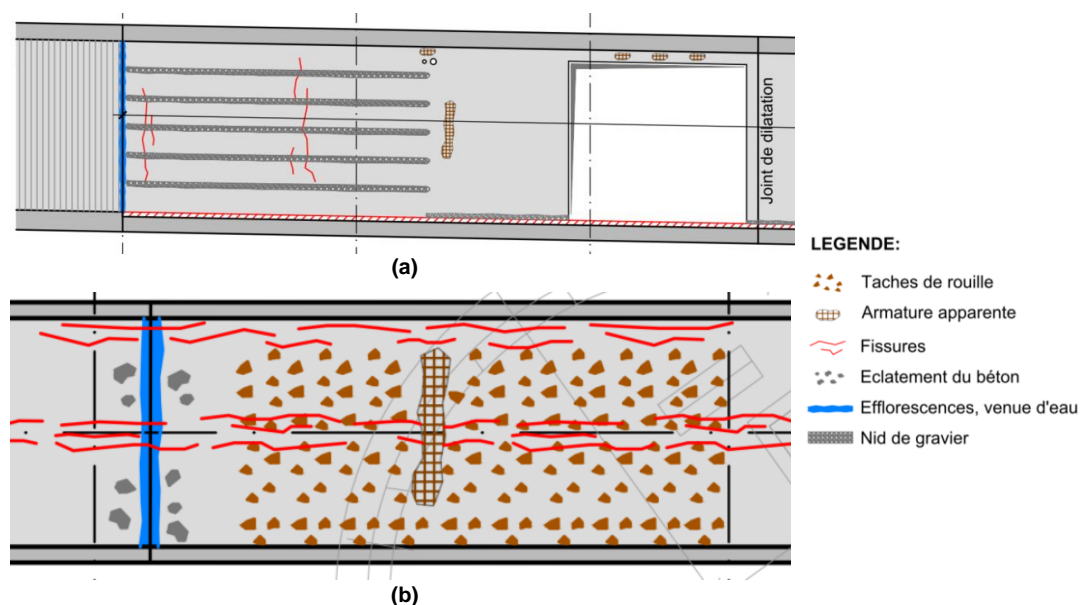 Joint de dilatation
(a)
LEGENDE:
Taches de rouille
Armature apparente
Fissures
Eclatement du béton
Efflorescences, venue d'eau
Nid de gravier
(b)